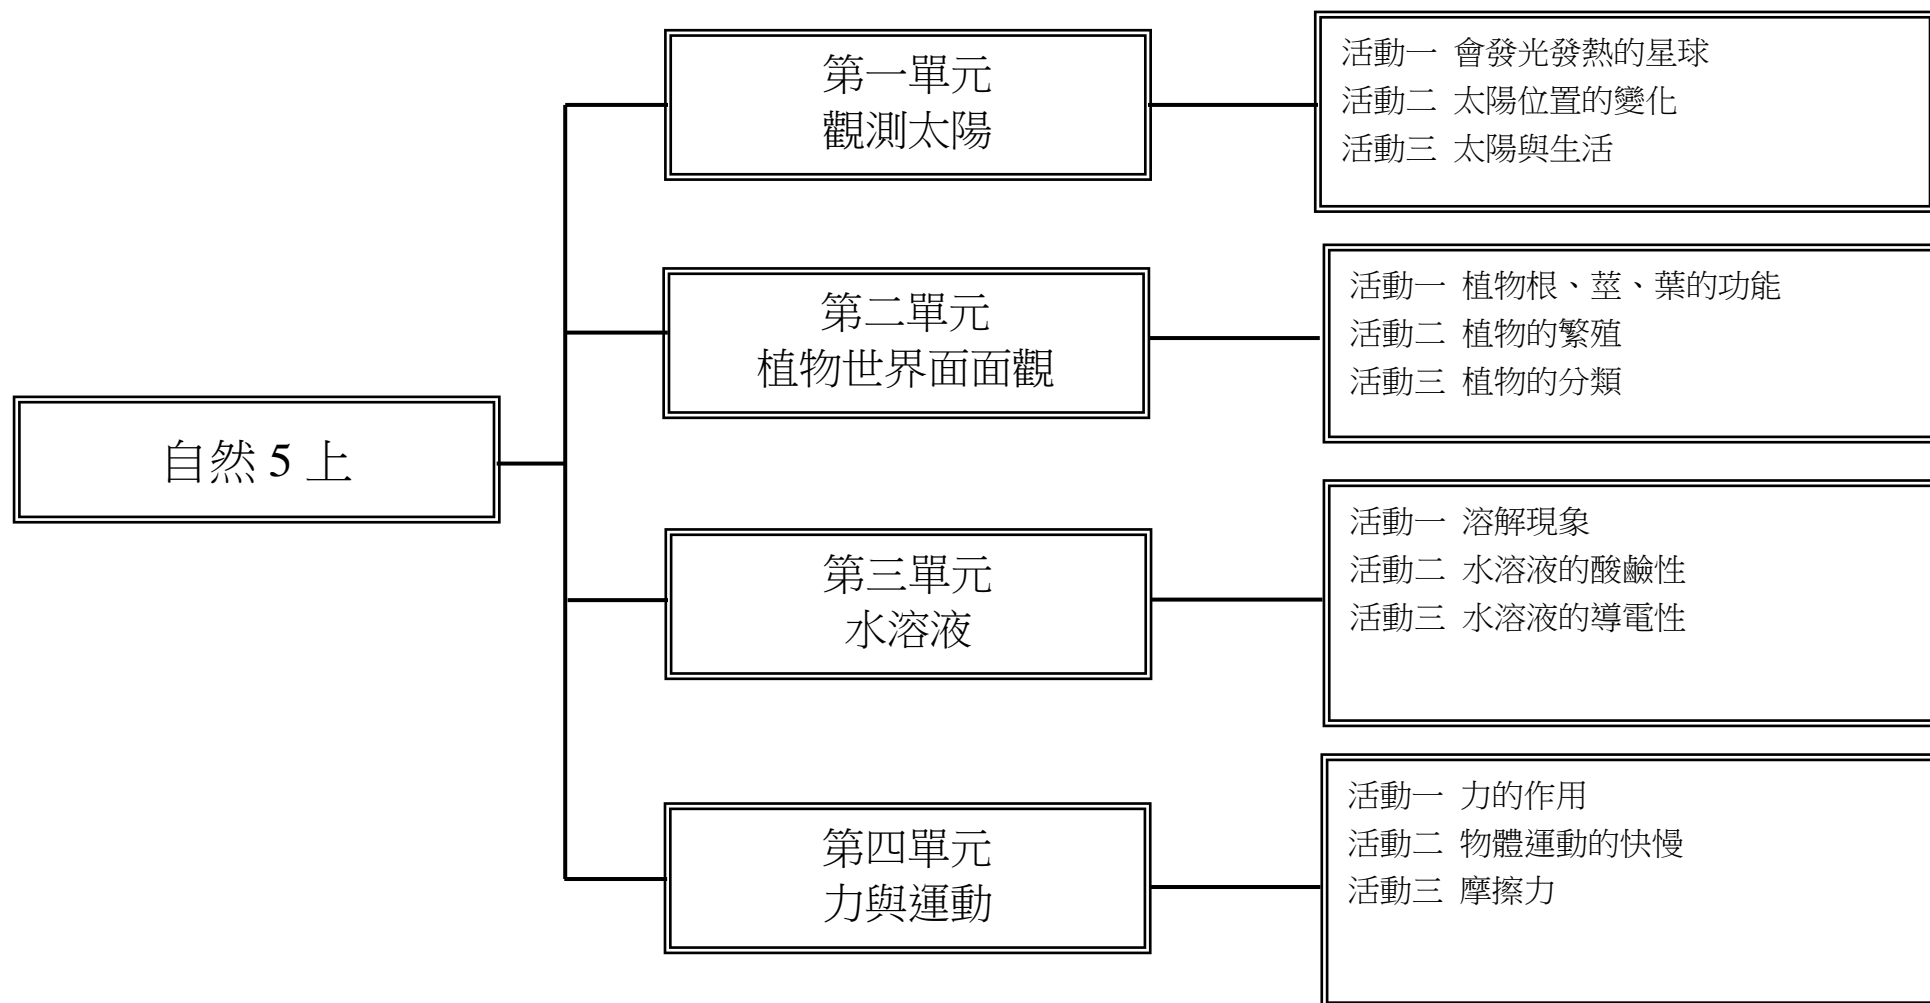 自然 5 上
第一單元
觀測太陽
活動一 會發光發熱的星球
活動二 太陽位置的變化
活動三 太陽與生活
第二單元
植物世界面面觀
活動一 植物根、莖、葉的功能
活動二 植物的繁殖
活動三 植物的分類
第三單元
水溶液
活動一 溶解現象
活動二 水溶液的酸鹼性
活動三 水溶液的導電性
第四單元
力與運動
活動一 力的作用
活動二 物體運動的快慢
活動三 摩擦力